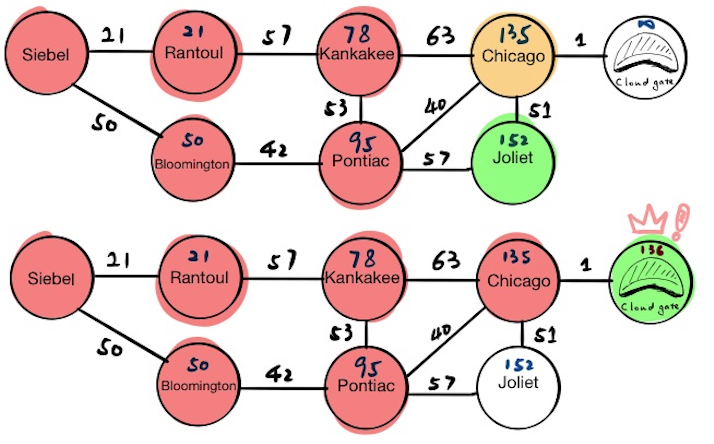 21
57
78
63
135
1
∞
Siebel
Rantoul
Kankakee
Chicago
Cloud gate
21
50
53
40
51
50
Bloomington
42
95
Pontiac
57
152
Joliet
!
21
21
57
78
63
135
1
136
Siebel
Rantoul
Kankakee
Chicago
Cloud gate
50
53
40
51
50
Bloomington
42
95
Pontiac
57
152
Joliet